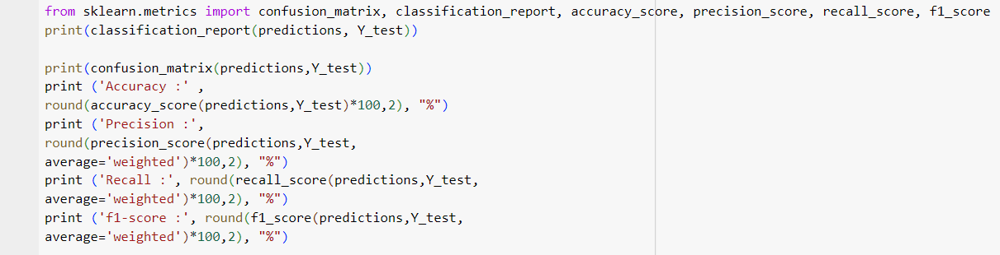 from sklearn.metrics import confusion_matrix, classification_report, accuracy_score, precision_score, recall_score, f1_score
print(classification_report(predictions, Y_test))
print(confusion_matrix(predictions,Y_test))
print ('Accuracy :' ,
round(accuracy_score(predictions,Y_test)*100,2), "%")
print ('Precision :',
round(precision_score(predictions,Y_test,
average='weighted')*100,2), "%")
print ('Recall :', round(recall_score(predictions,Y_test,
average='weighted')*100,2), "%")
print ('f1-score :', round(f1_score(predictions,Y_test,
average='weighted')*100,2), "%")